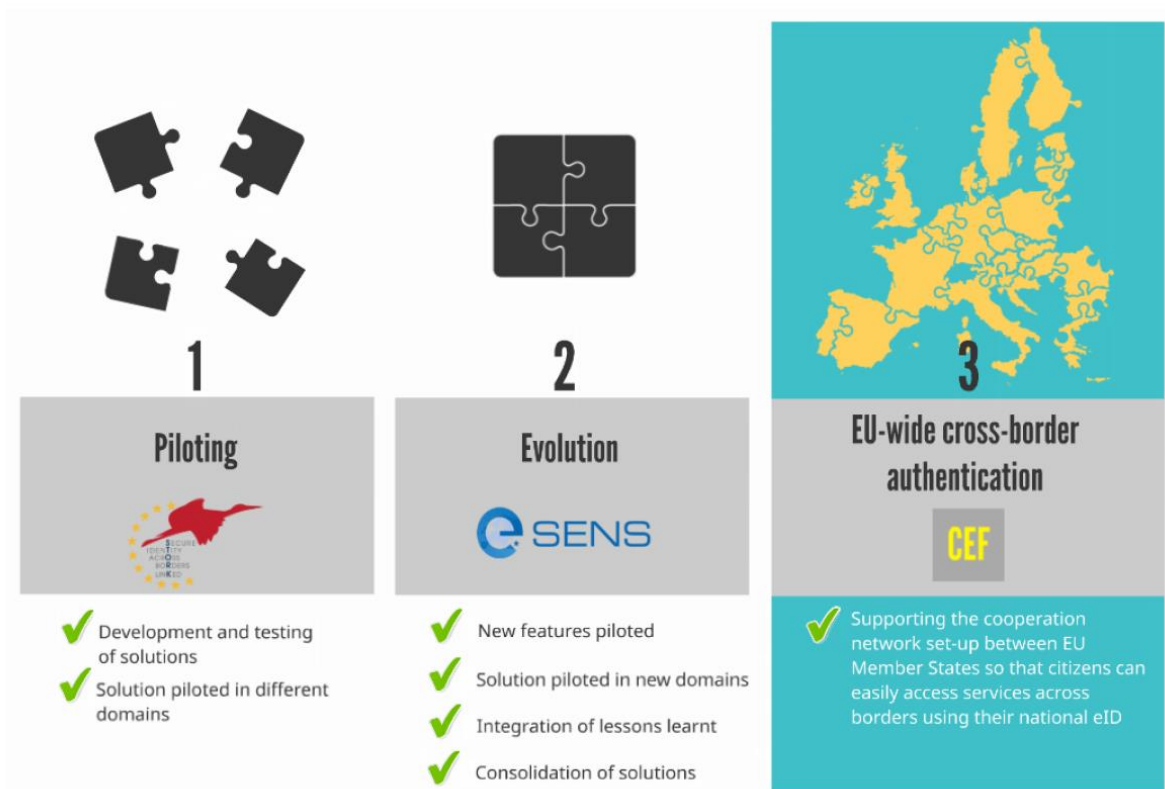 1
Piloting
SECURE
IDENTITY
ACROSS
BORDERS
LINKED
Development and testing
of solutions
Solution piloted in different
domains
2
Evolution
e SENS
New features piloted
Solution piloted in new domains
Integration of lessons learnt
Consolidation of solutions
3
EU-wide cross-border
authentication
CEF
Supporting the cooperation
network set-up between EU
Member States so that citizens can
easily access services across
borders using their national eID